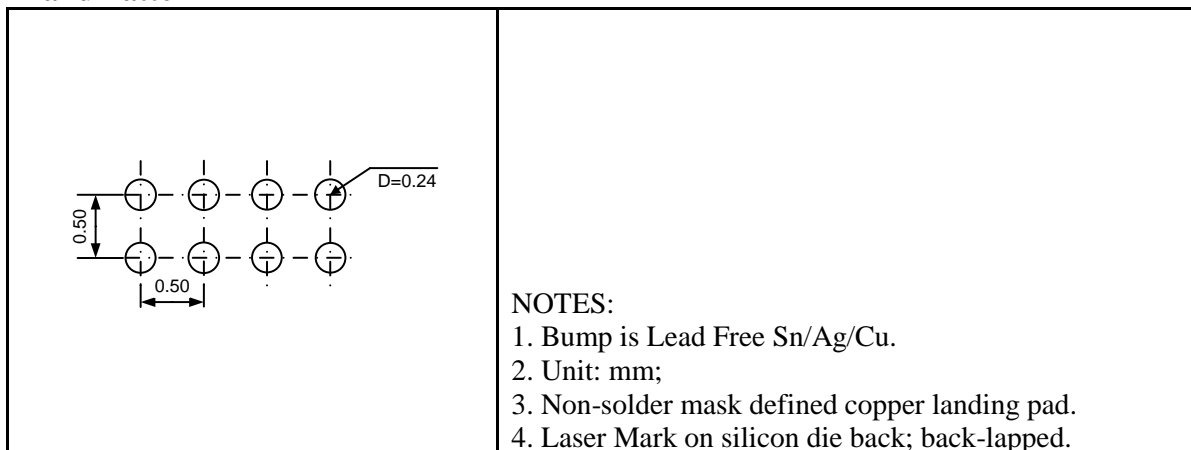 D=0.24
0.50
0.50
NOTES:
1. Bump is Lead Free Sn/Ag/Cu.
2. Unit: mm;
3. Non-solder mask defined copper landing pad.
4. Laser Mark on silicon die back; back-lapped.